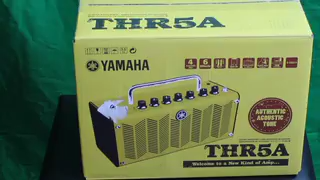 THR5A
YAMAHA
AUTHENTIC
ACOUSTIC
TONE
THR5A
Welcome to a New Kind of Amp...